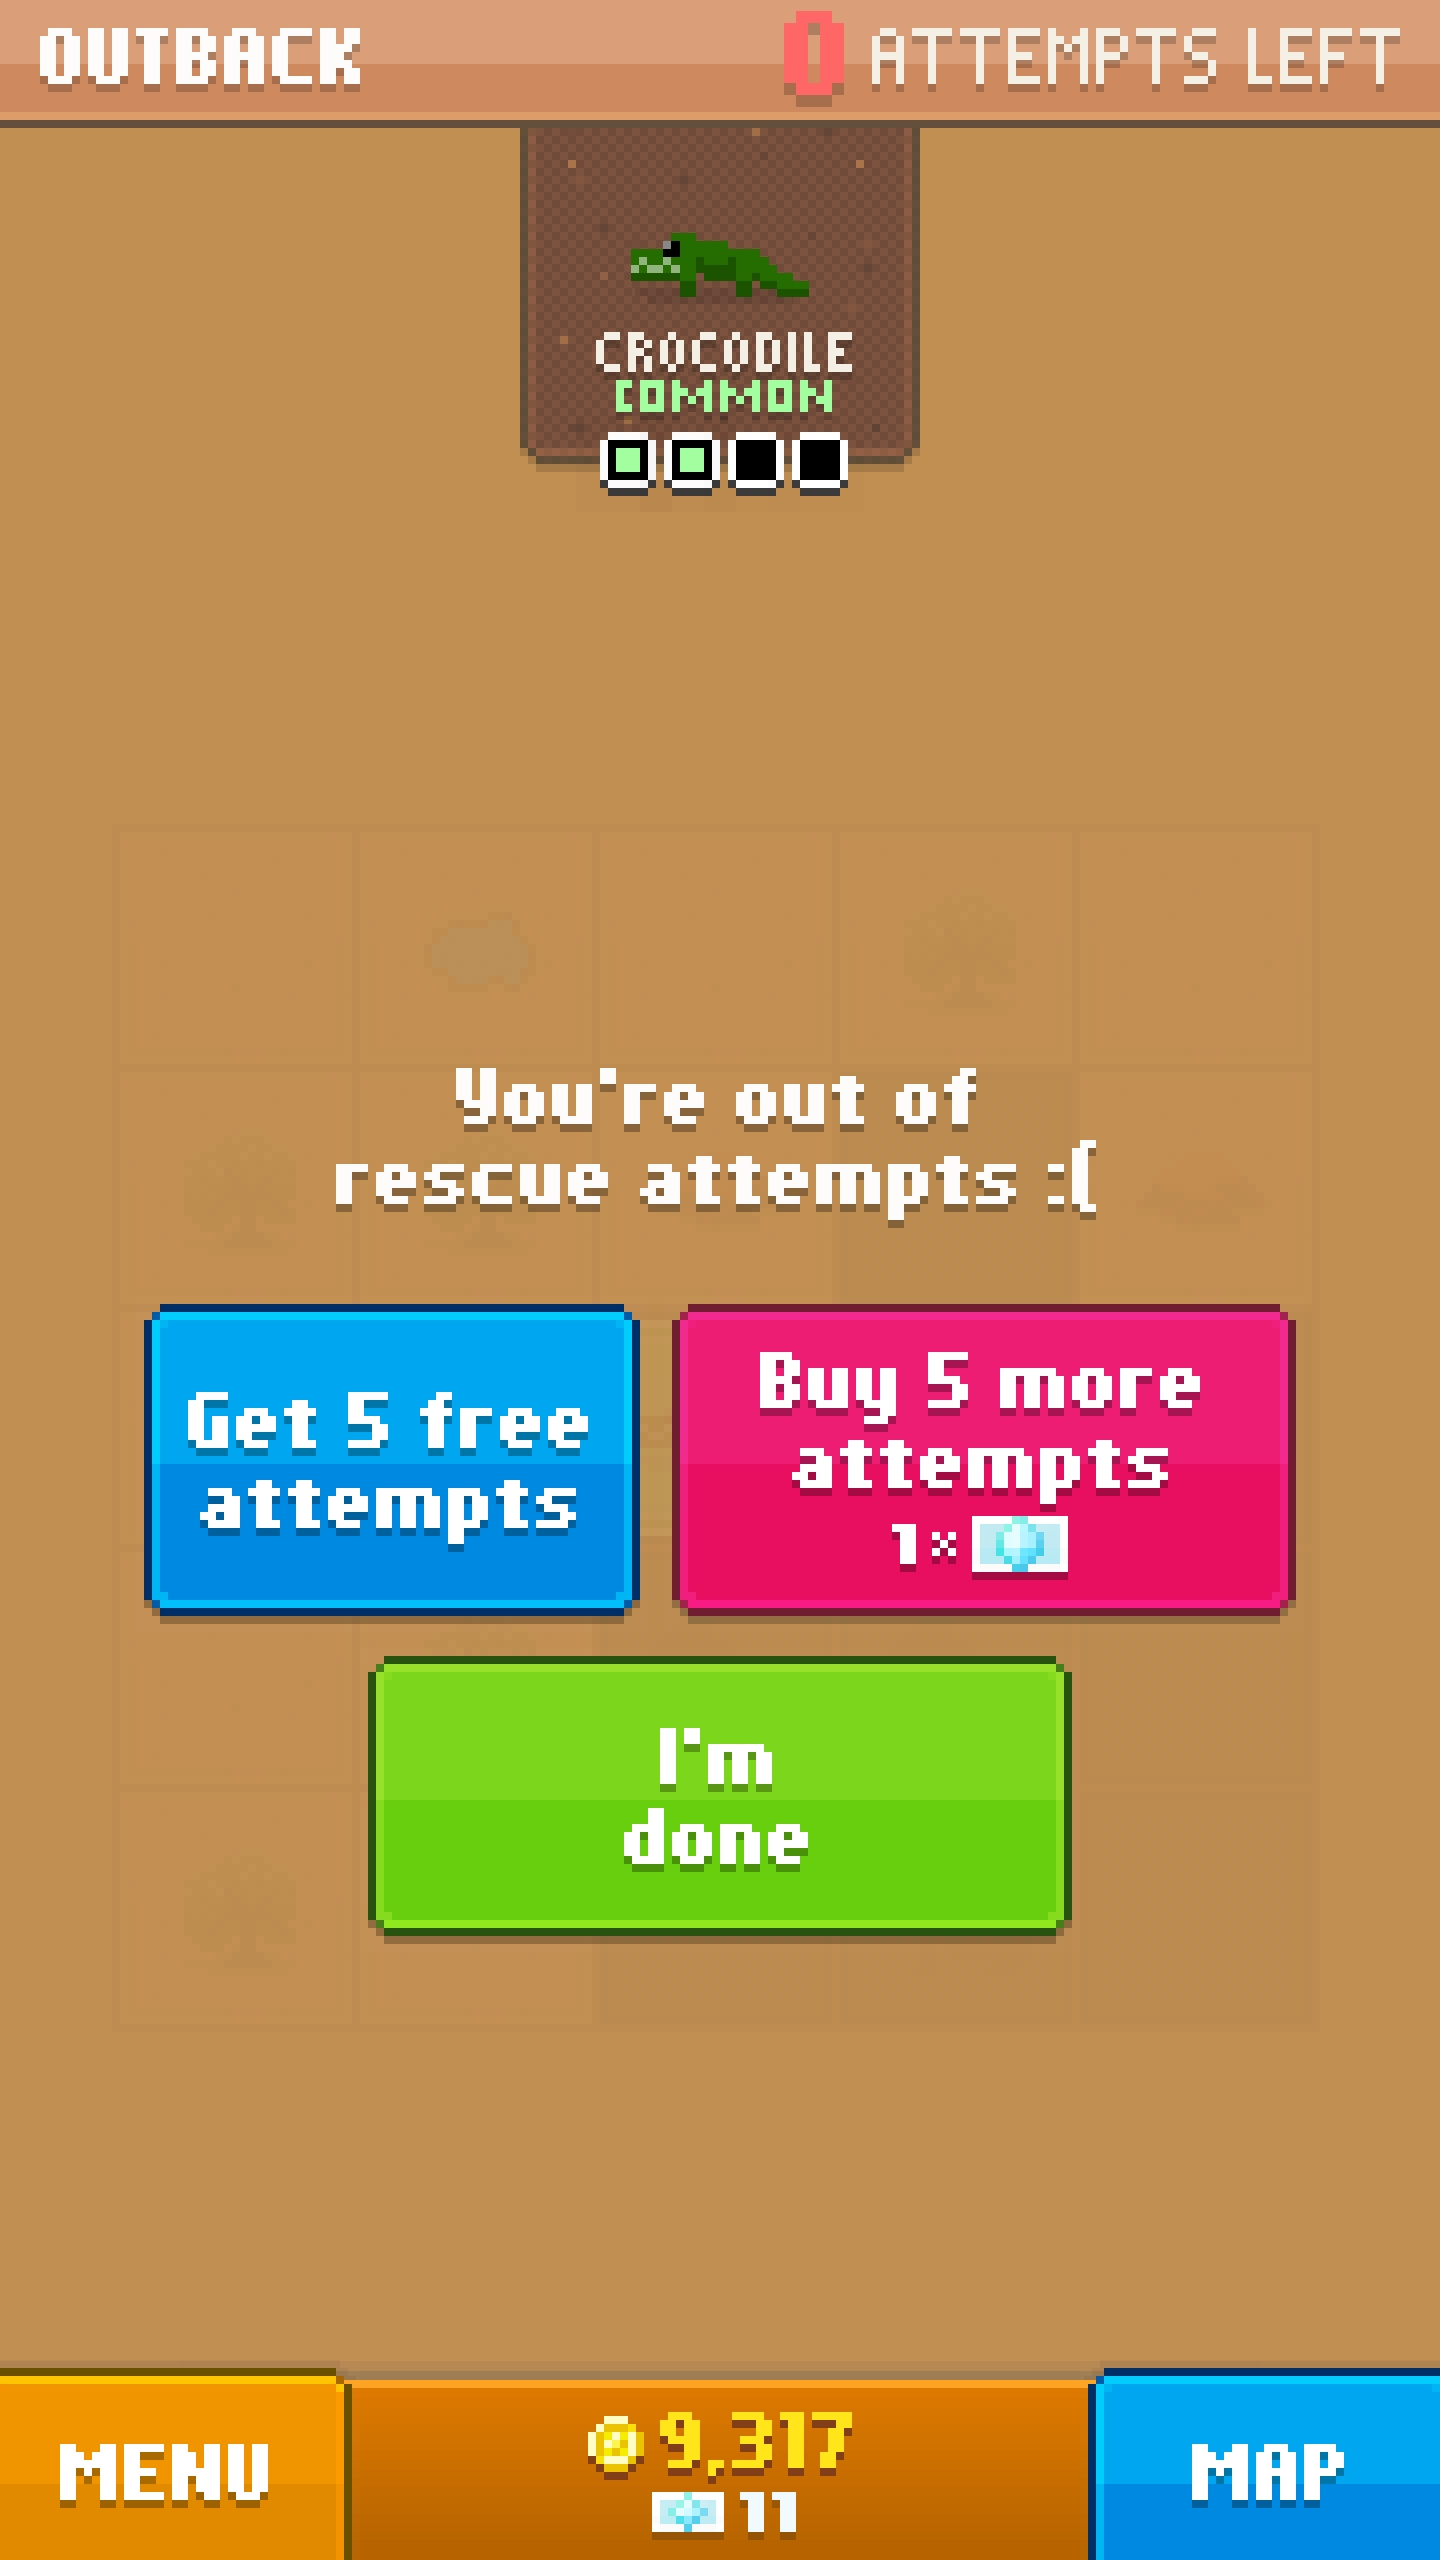 OUTBACK
0 ATTEMPTS LEFT
CROCODILE
COMMON
You're out of
rescue attempts :(
Get 5 free
attempts
Buy 5 more
attempts
1×
I'm
done
MENU
9,317
11
MAP